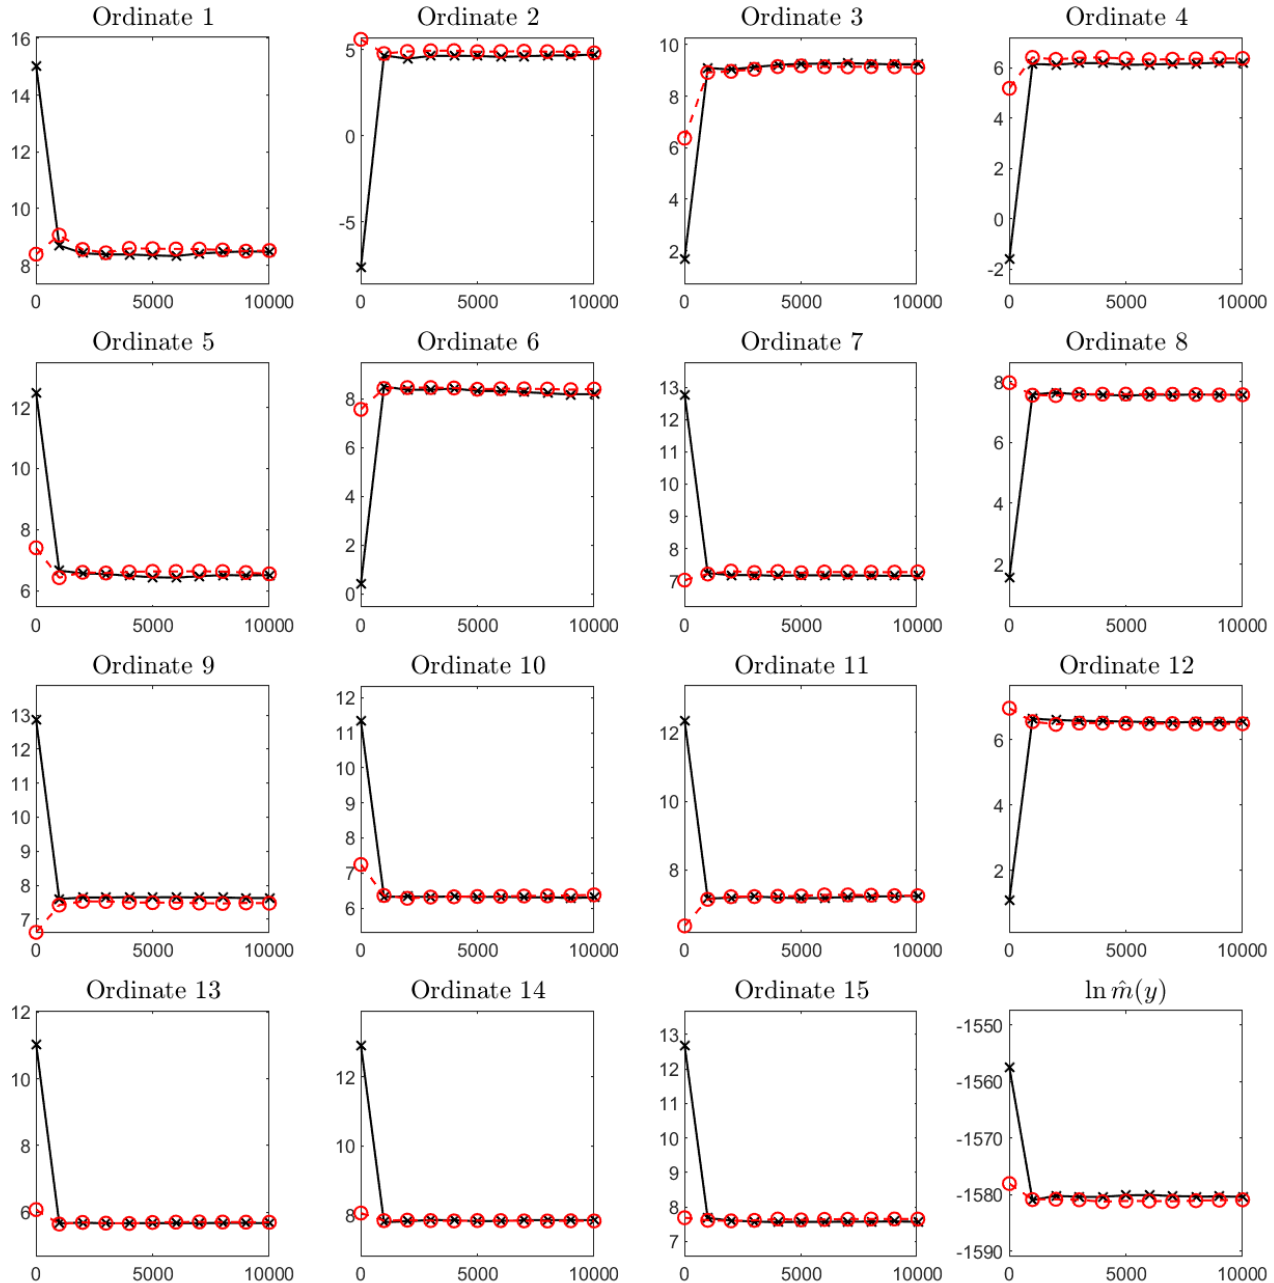 Ordinate 1
16
14
12
10
8
0 5000 10000
Ordinate 2
5
0
-5
0 5000 10000
Ordinate 3
10
8
6
4
2
0 5000 10000
Ordinate 4
6
4
2
0
-2
0 5000 10000
Ordinate 5
12
10
8
6
0 5000 10000
Ordinate 6
8
6
4
2
0
0 5000 10000
Ordinate 7
13
12
11
10
9
8
7
0 5000 10000
Ordinate 8
8
6
4
2
0 5000 10000
Ordinate 9
13
12
11
10
9
8
7
0 5000 10000
Ordinate 10
12
11
10
9
8
7
6
0 5000 10000
Ordinate 11
12
10
8
0 5000 10000
Ordinate 12
6
4
2
0 5000 10000
Ordinate 13
12
10
8
6
0 5000 10000
Ordinate 14
12
10
8
0 5000 10000
Ordinate 15
13
12
11
10
9
8
7
0 5000 10000
ln m̂(y)
-1550
-1560
-1570
-1580
-1590
0 5000 10000